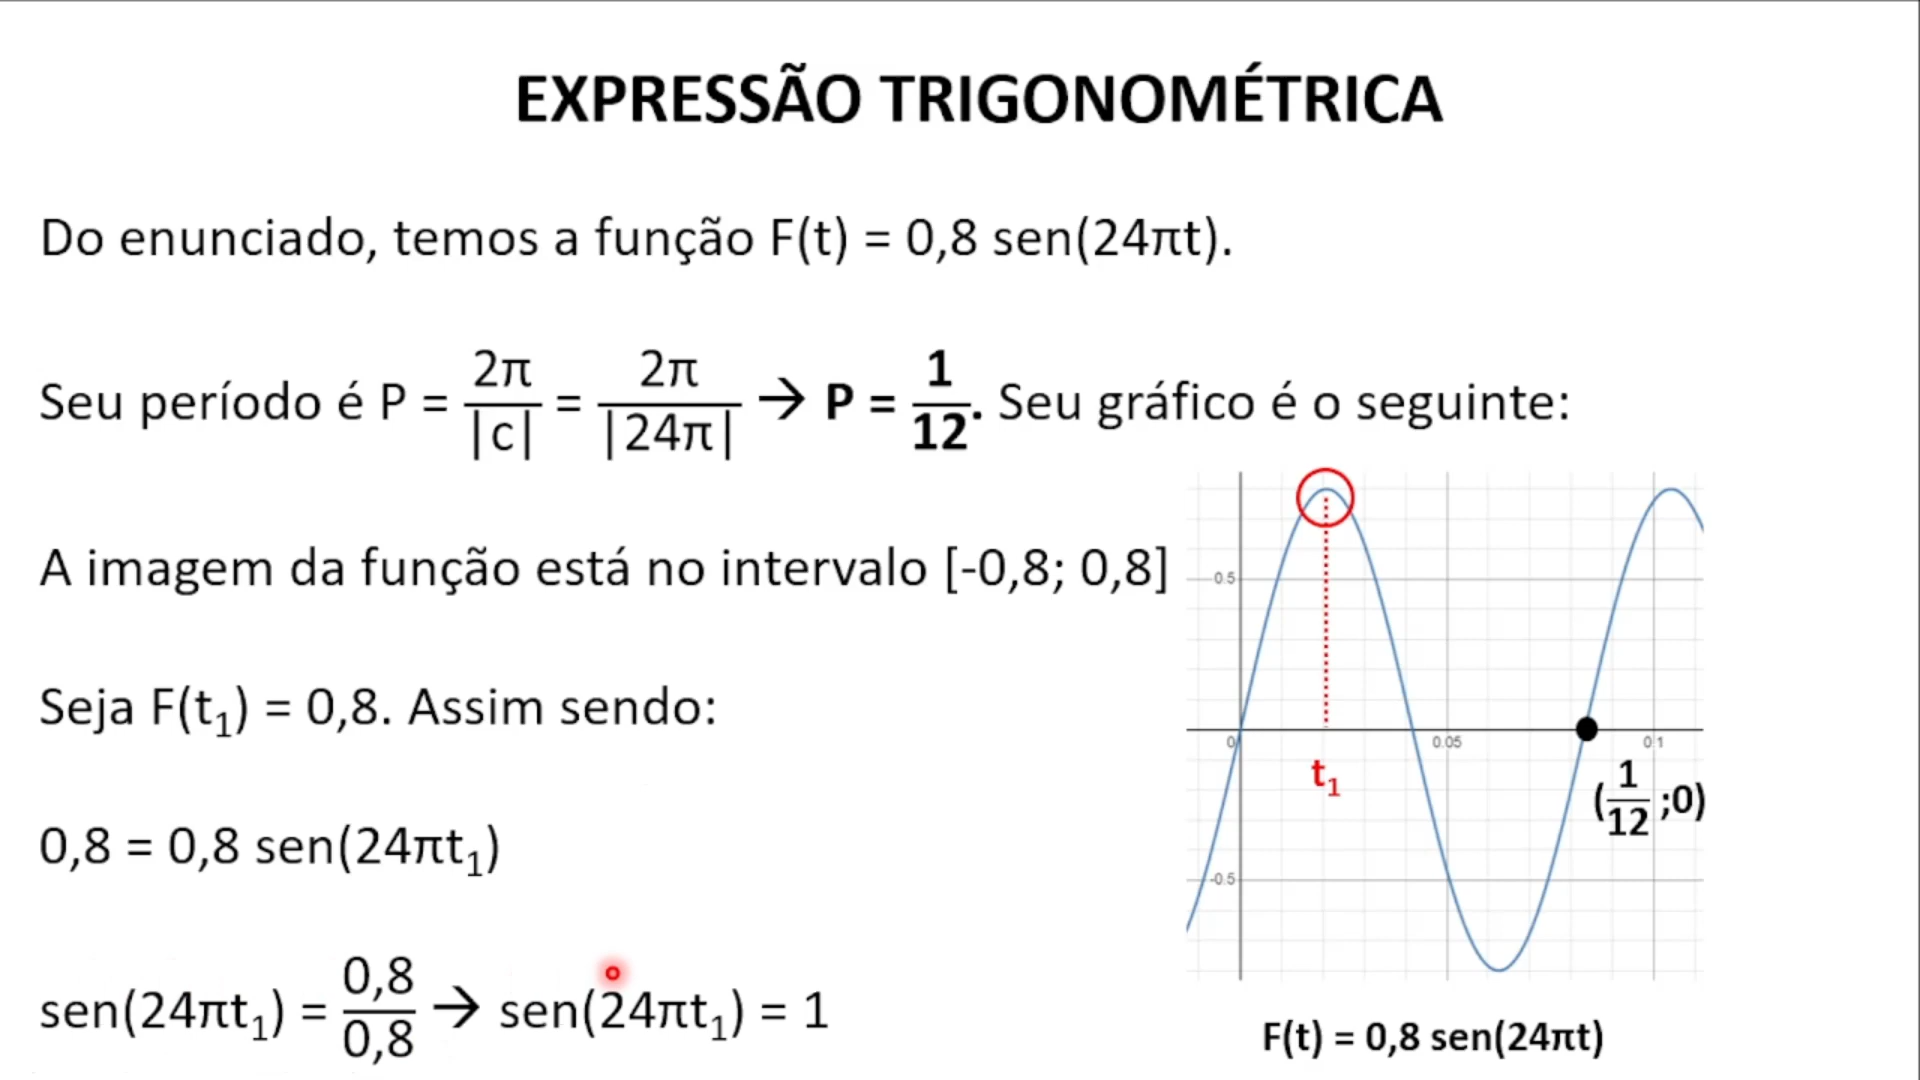 EXPRESSÃO TRIGONOMÉTRICA
Do enunciado, temos a função F(t) = 0,8 sen(24πt).
Seu período é P = 2π/|c| = 2π/|24π| → P = 1/12. Seu gráfico é o seguinte:
A imagem da função está no intervalo [-0,8; 0,8]
Seja F(t₁) = 0,8. Assim sendo:
0,8 = 0,8 sen(24πt₁)
sen(24πt₁) = 0,8/0,8 → sen(24πt₁) = 1
0.5
0
0.05
0.1
t₁
(1/12 ;0)
-0.5
F(t) = 0,8 sen(24πt)